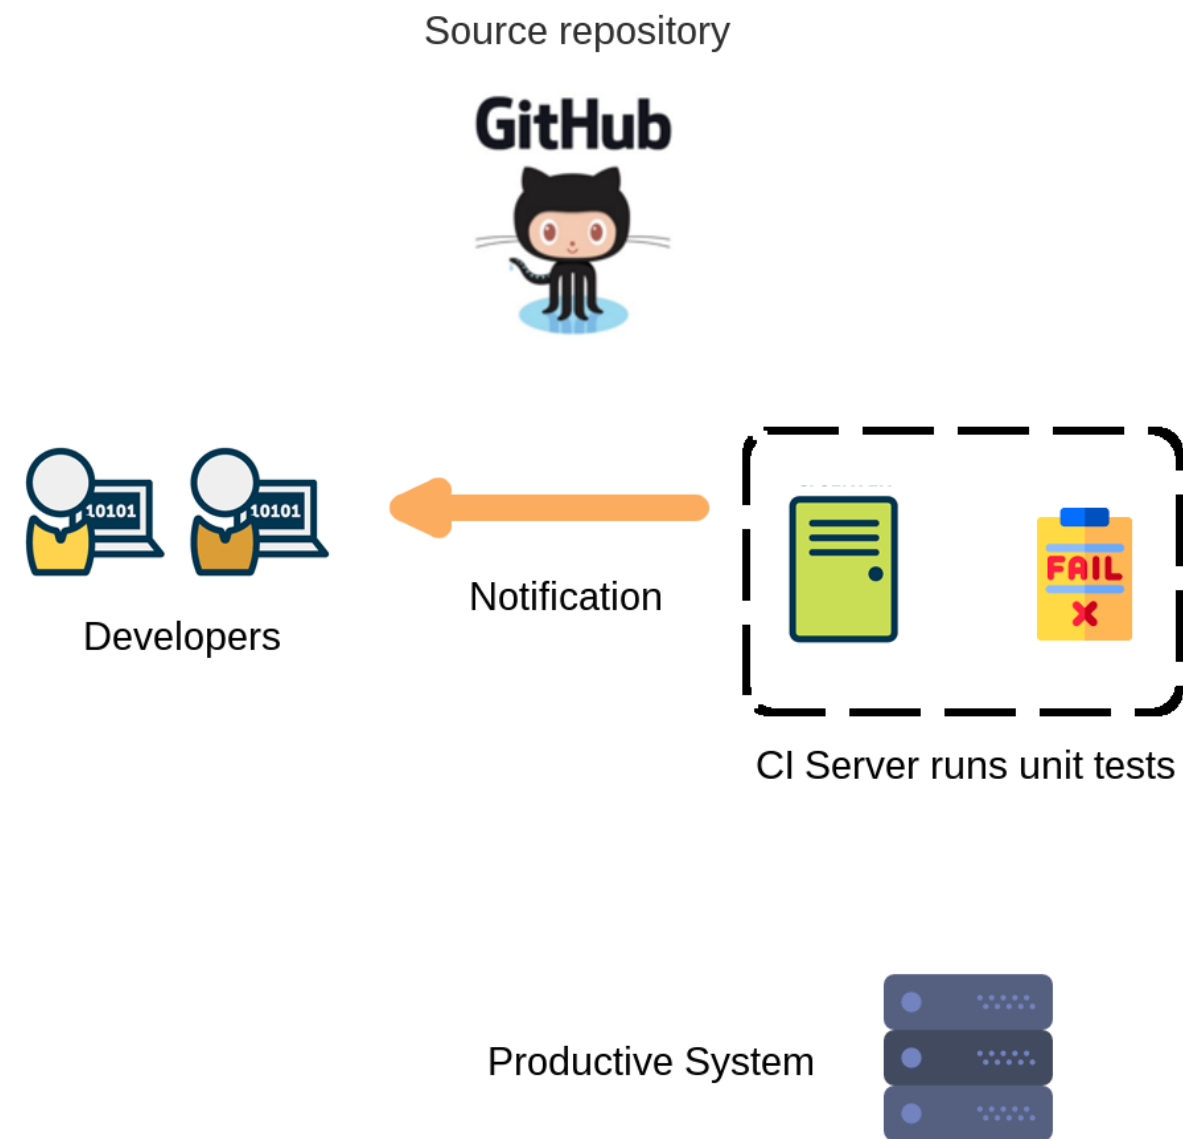 Source repository
GitHub
10101
10101
FAIL
Notification
Developers
CI Server runs unit tests
Productive System